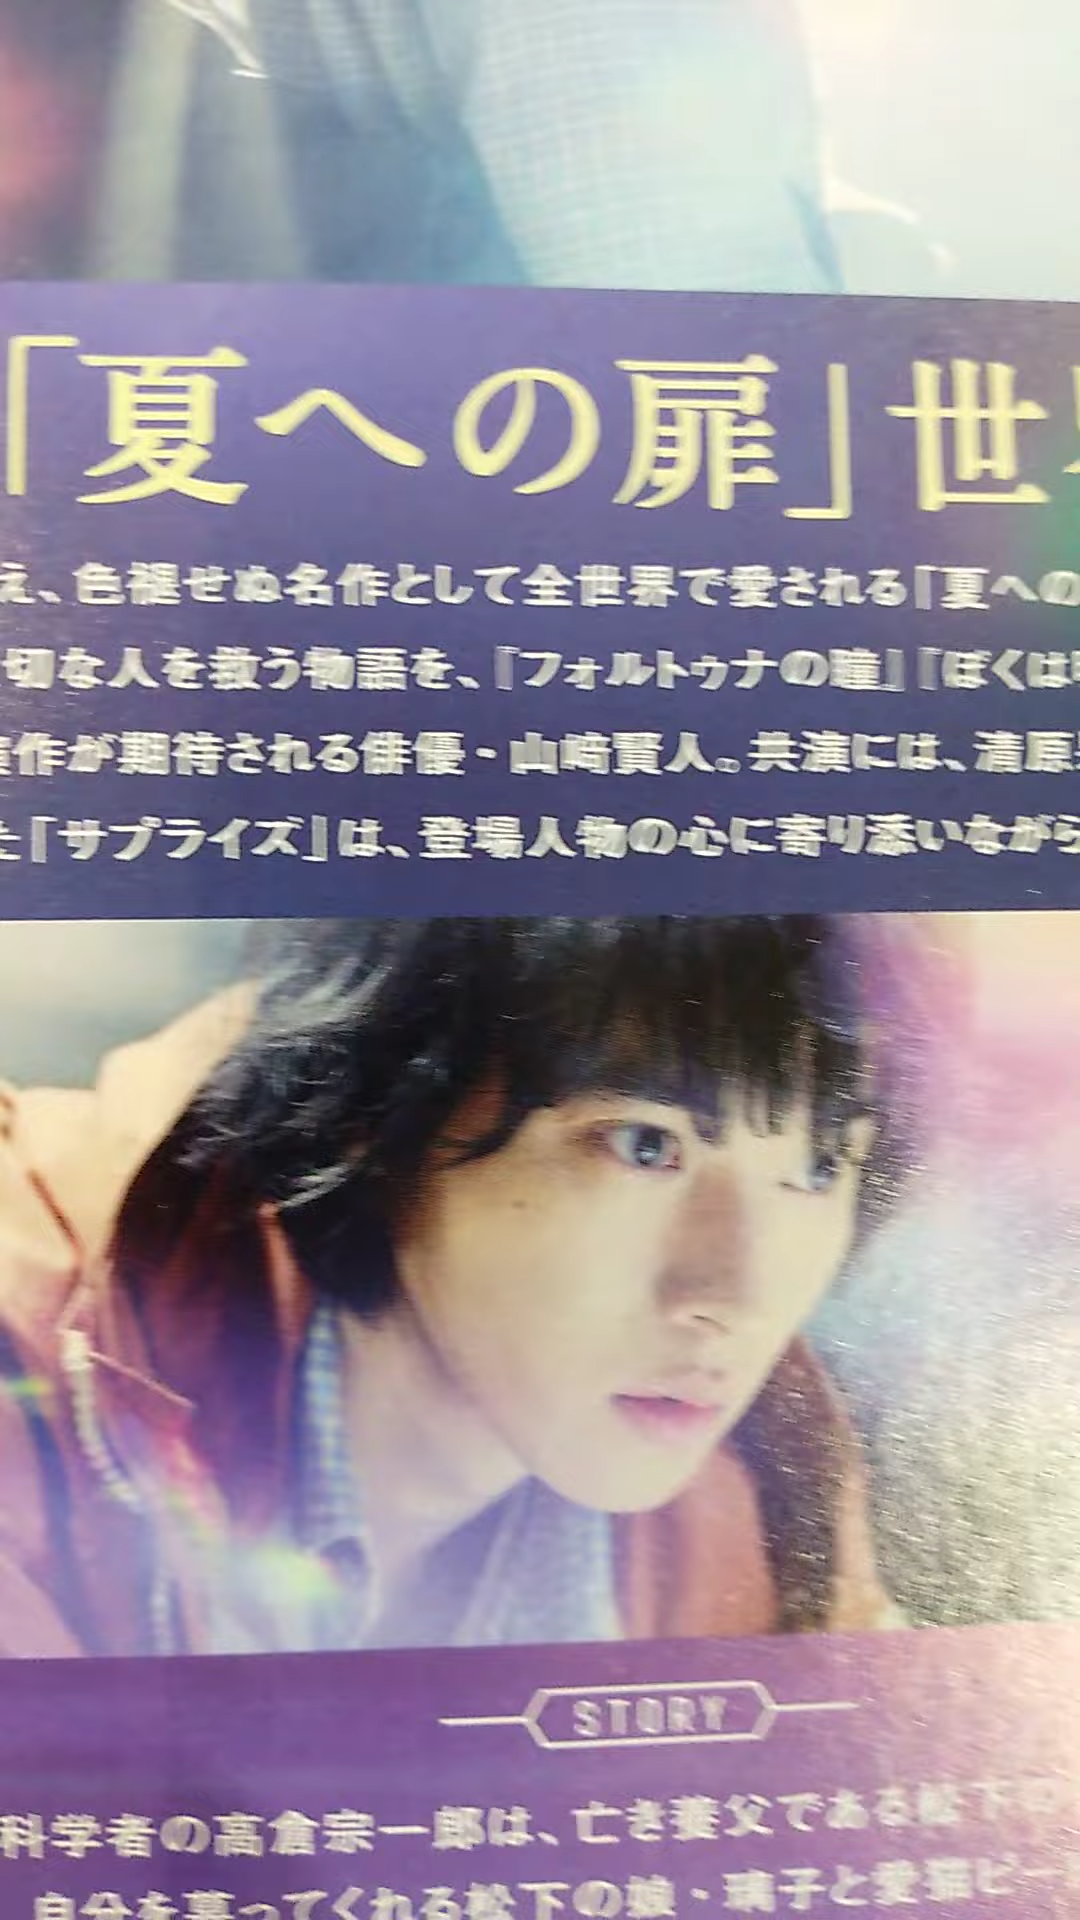 「夏への扉」世
え、色褪せぬ名作として全世界で愛される「夏への
切な人を救う物語を、『フォルトゥナの瞳』『ぼくは
演作が期待される俳優・山﨑賢人。共演には、清原
た「サプライズ」は、登場人物の心に寄り添いながら
STORY
科学者の高倉宗一郎は、亡き養父である松下の
自分を慕ってくれる松下の娘・璃子と愛猫ピー